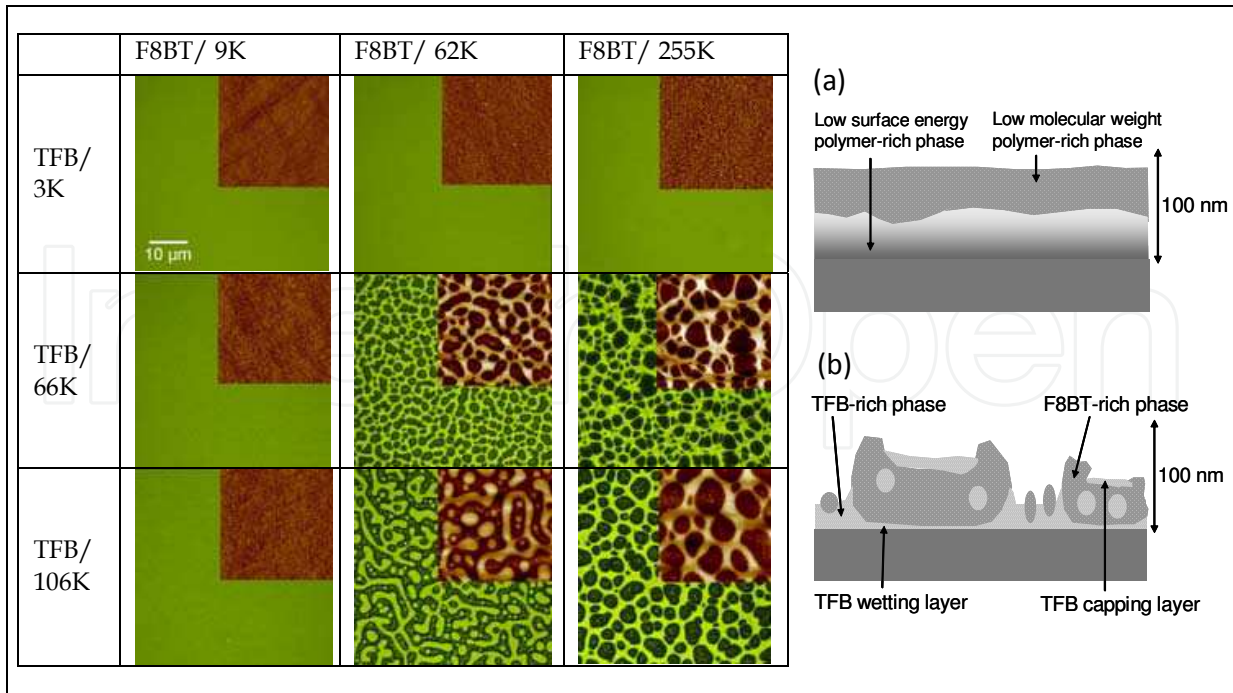 F8BT/ 9K
F8BT/ 62K
F8BT/ 255K
TFB/
3K
10 µm
TFB/
66K
TFB/
106K
(a)
Low surface energy
polymer-rich phase
Low molecular weight
polymer-rich phase
100 nm
(b)
TFB-rich phase
F8BT-rich phase
100 nm
TFB wetting layer
TFB capping layer